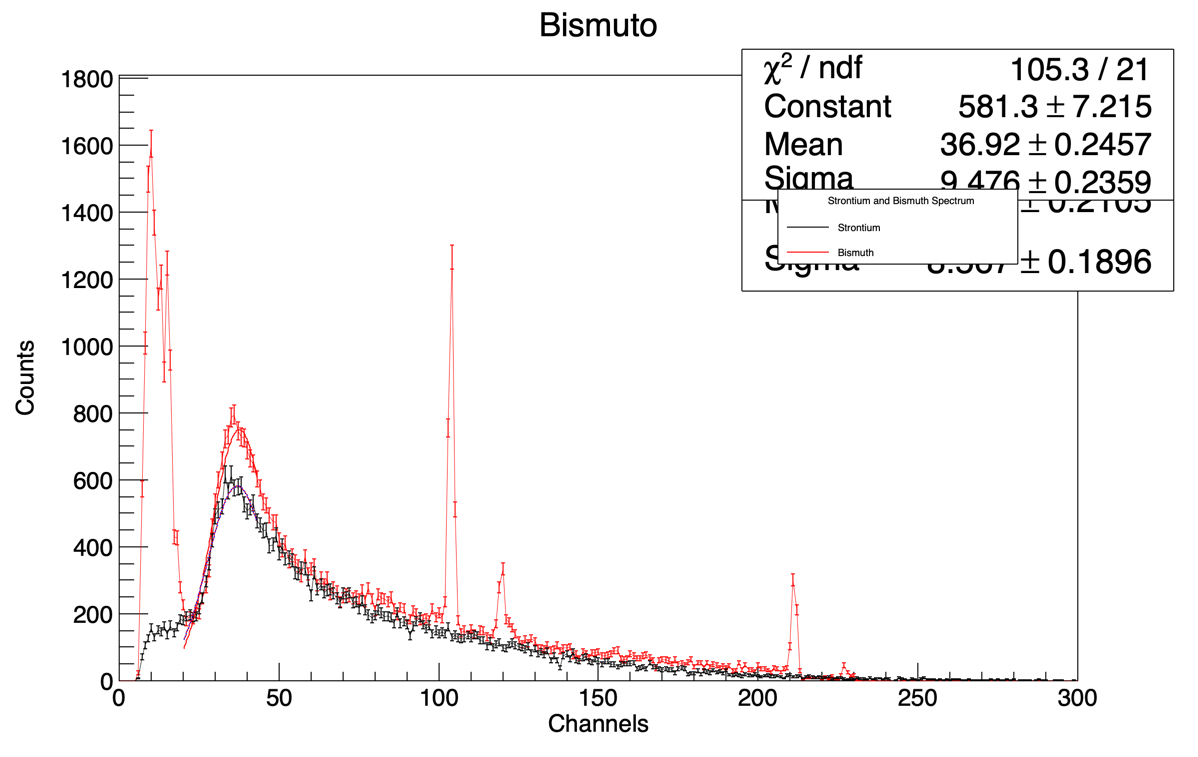 Bismuto
χ² / ndf 105.3 / 21
Constant 581.3 ± 7.215
Mean 36.92 ± 0.2457
Sigma 9.476 ± 0.2359
± 0.2105
Sigma ± 0.1896
Strontium and Bismuth Spectrum
Strontium
Bismuth
Counts
1800
1600
1400
1200
1000
800
600
400
200
0
0 50 100 150 200 250 300
Channels